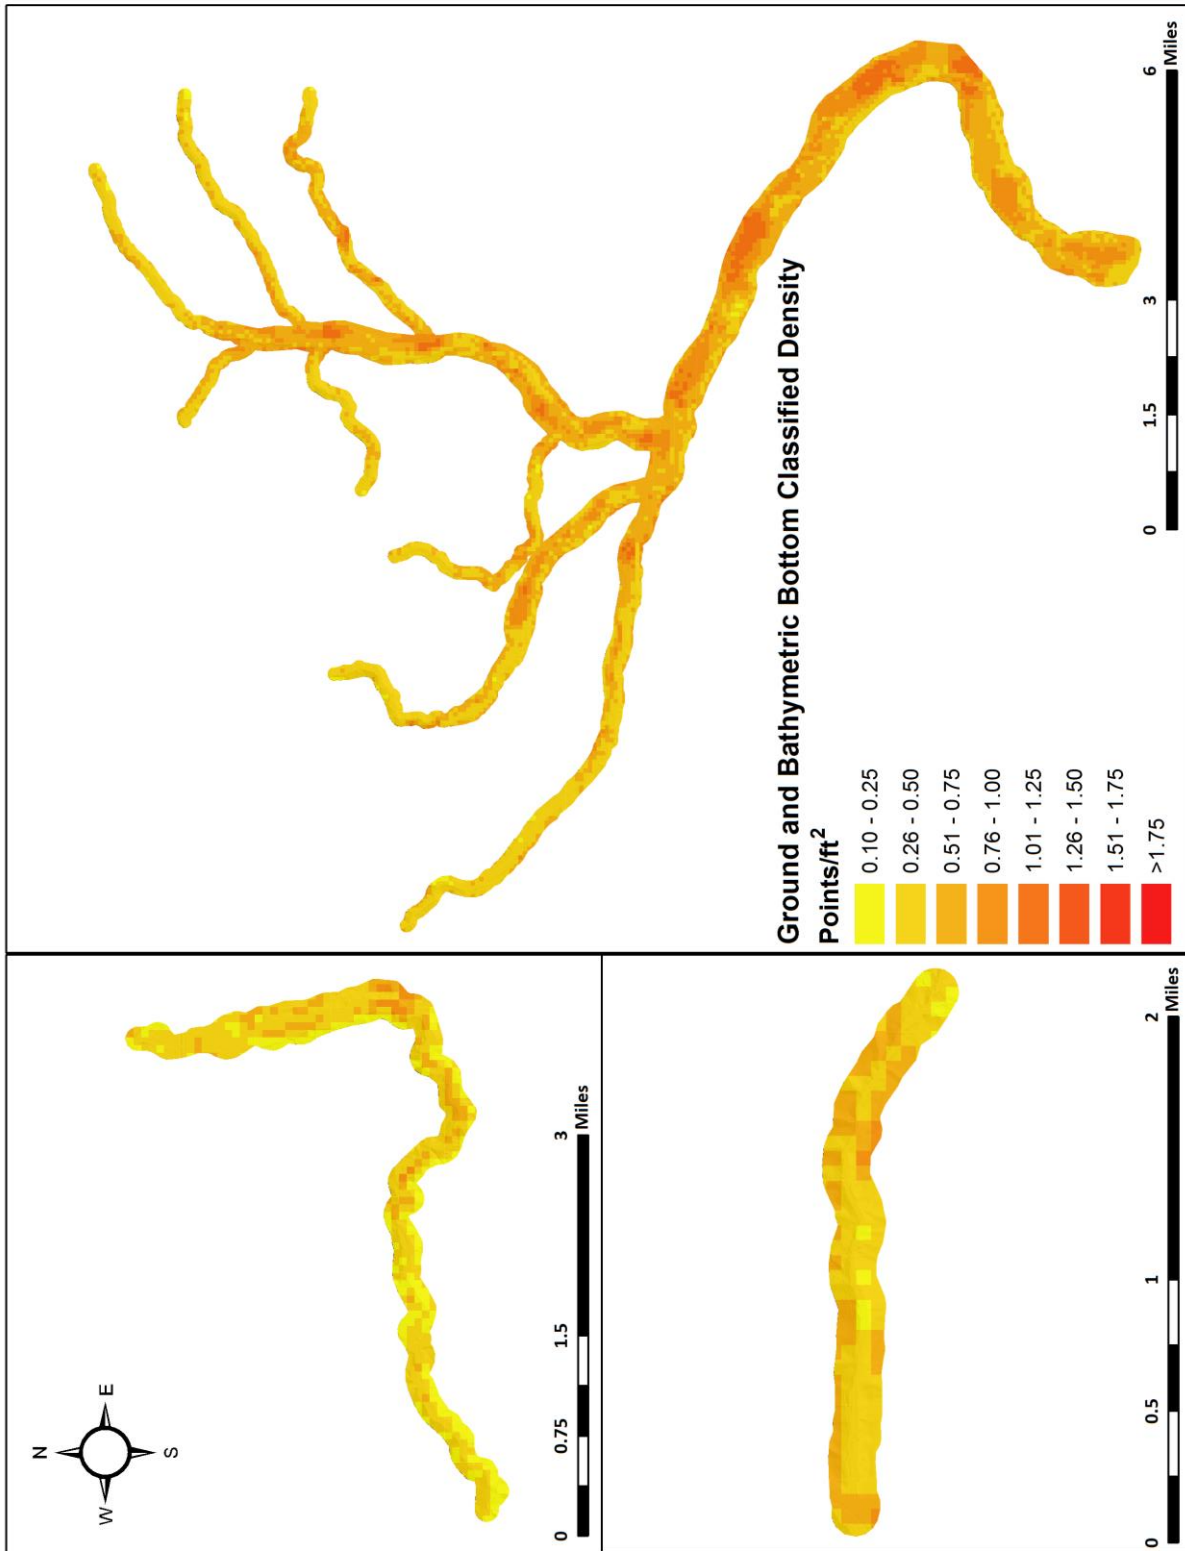 N
W E
S
0 0.75 1.5 3 Miles
0 0.5 1 2 Miles
Ground and Bathymetric Bottom Classified Density
Points/ft²
0.10 - 0.25
0.26 - 0.50
0.51 - 0.75
0.76 - 1.00
1.01 - 1.25
1.26 - 1.50
1.51 - 1.75
>1.75
0 1.5 3 6 Miles